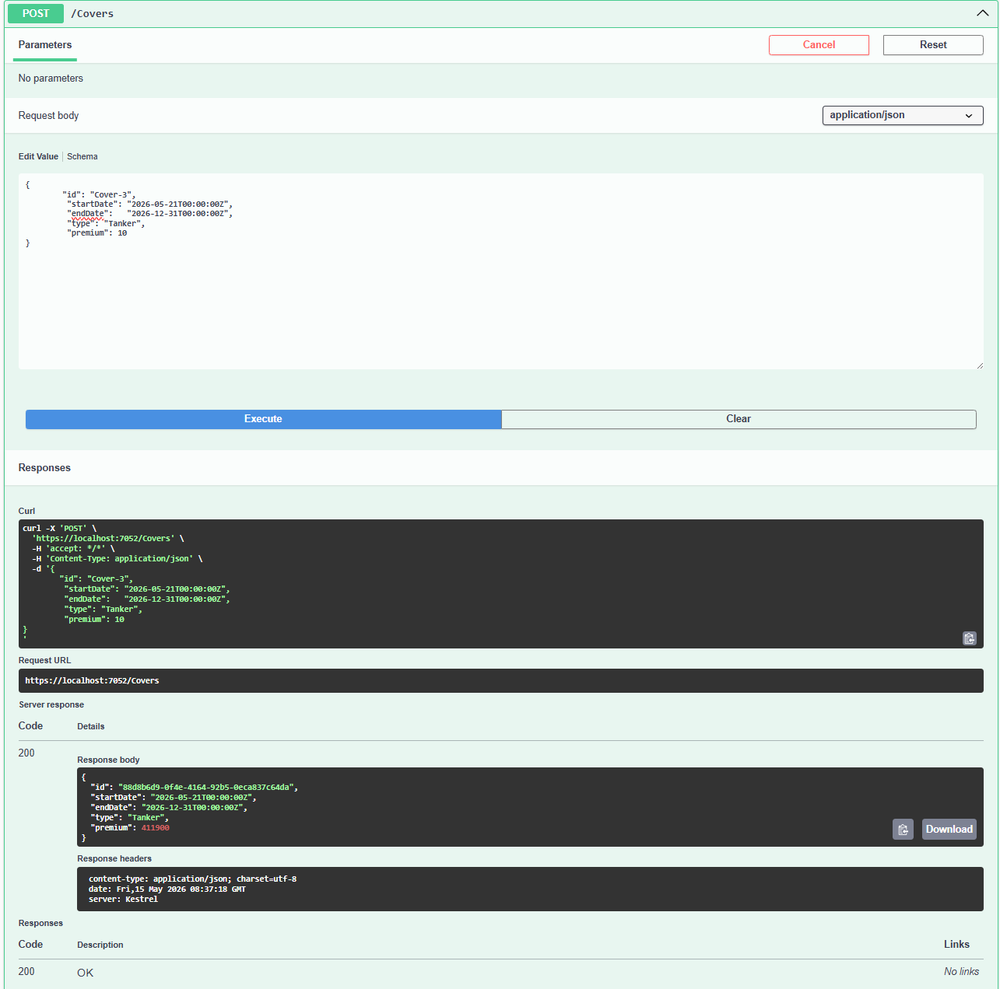 POST /Covers
Parameters
Cancel
Reset
No parameters
Request body
application/json
Edit Value
Schema
{
        "id": "Cover-3",
         "startDate": "2026-05-21T00:00:00Z",
         "endDate":   "2026-12-31T00:00:00Z",
         "type": "Tanker",
         "premium": 10
}
Execute
Clear
Responses
Curl
curl -X 'POST' \
  'https://localhost:7052/Covers' \
  -H 'accept: */*' \
  -H 'Content-Type: application/json' \
  -d '{
        "id": "Cover-3",
         "startDate": "2026-05-21T00:00:00Z",
         "endDate":   "2026-12-31T00:00:00Z",
         "type": "Tanker",
         "premium": 10
}
'
Request URL
https://localhost:7052/Covers
Server response
Code
Details
200
Response body
{
  "id": "88d8b6d9-0f4e-4164-92b5-0eca837c64da",
  "startDate": "2026-05-21T00:00:00Z",
  "endDate": "2026-12-31T00:00:00Z",
  "type": "Tanker",
  "premium": 411900
}
Download
Response headers
content-type: application/json; charset=utf-8
date: Fri,15 May 2026 08:37:18 GMT
server: Kestrel
Responses
Code
Description
Links
200
OK
No links